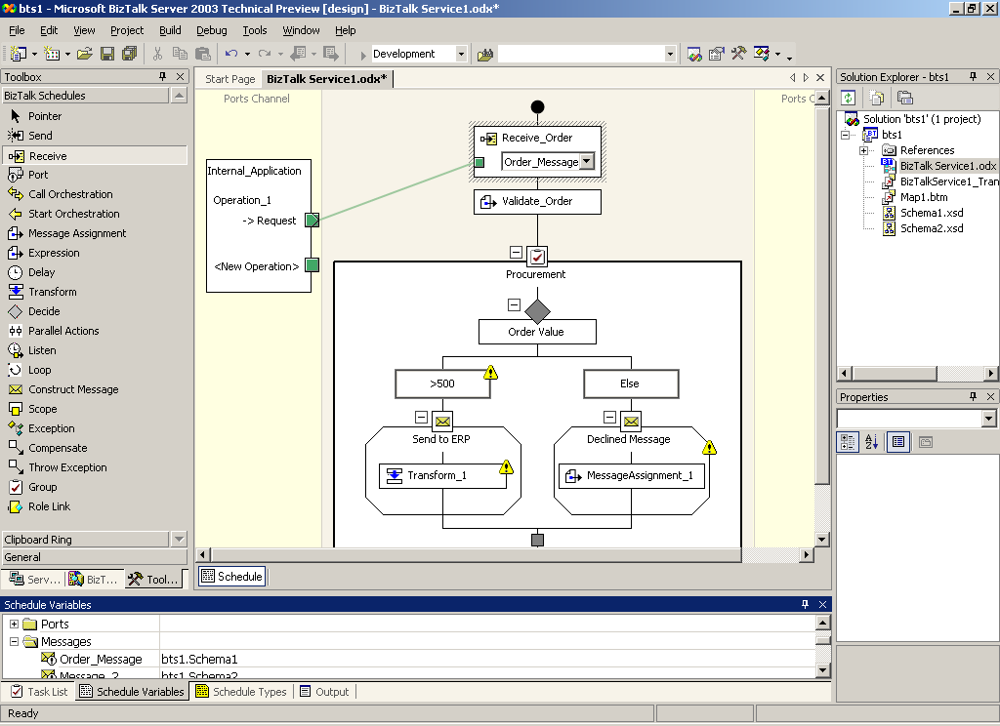 bts1 - Microsoft BizTalk Server 2003 Technical Preview [design] - BizTalk Service1.odx*
File Edit View Project Build Debug Tools Window Help
Development
Toolbox
BizTalk Schedules
Pointer
Send
Receive
Port
Call Orchestration
Start Orchestration
Message Assignment
Expression
Delay
Transform
Decide
Parallel Actions
Listen
Loop
Construct Message
Scope
Exception
Compensate
Throw Exception
Group
Role Link
Clipboard Ring
General
Serv... BizT... Tool...
Start Page BizTalk Service1.odx*
Ports Channel
Ports C
Internal_Application
Operation_1
-> Request
<New Operation>
Receive_Order
Order_Message
Validate_Order
Procurement
Order Value
>500
Else
Send to ERP
Declined Message
Transform_1
MessageAssignment_1
Schedule
Solution Explorer - bts1
Solution 'bts1' (1 project)
bts1
References
BizTalk Service1.odx
BizTalkService1_Tran
Map1.btm
Schema1.xsd
Schema2.xsd
Properties
Schedule Variables
Ports
Messages
Order_Message bts1.Schema1
Message_2 bts1.Schema2
Task List Schedule Variables Schedule Types Output
Ready